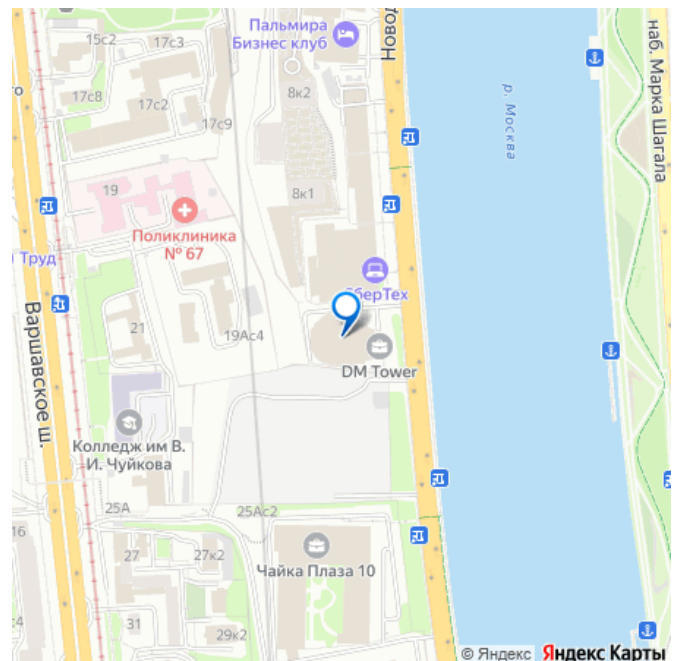 Пальмира
Бизнес клуб
Новод
15с2
17с3
17с8
17с2
17с9
8к2
8к1
р. Москва
наб. Марка Шагала
19
Поликлиника
№ 67
Труд
СберТех
Варшавское ш.
21
19Ас4
DM Tower
Колледж им В.
И. Чуйкова
25А
25Ас2
16
27
27к2
Чайка Плаза 10
с4
31
29к2
© Яндекс Яндекс Карты